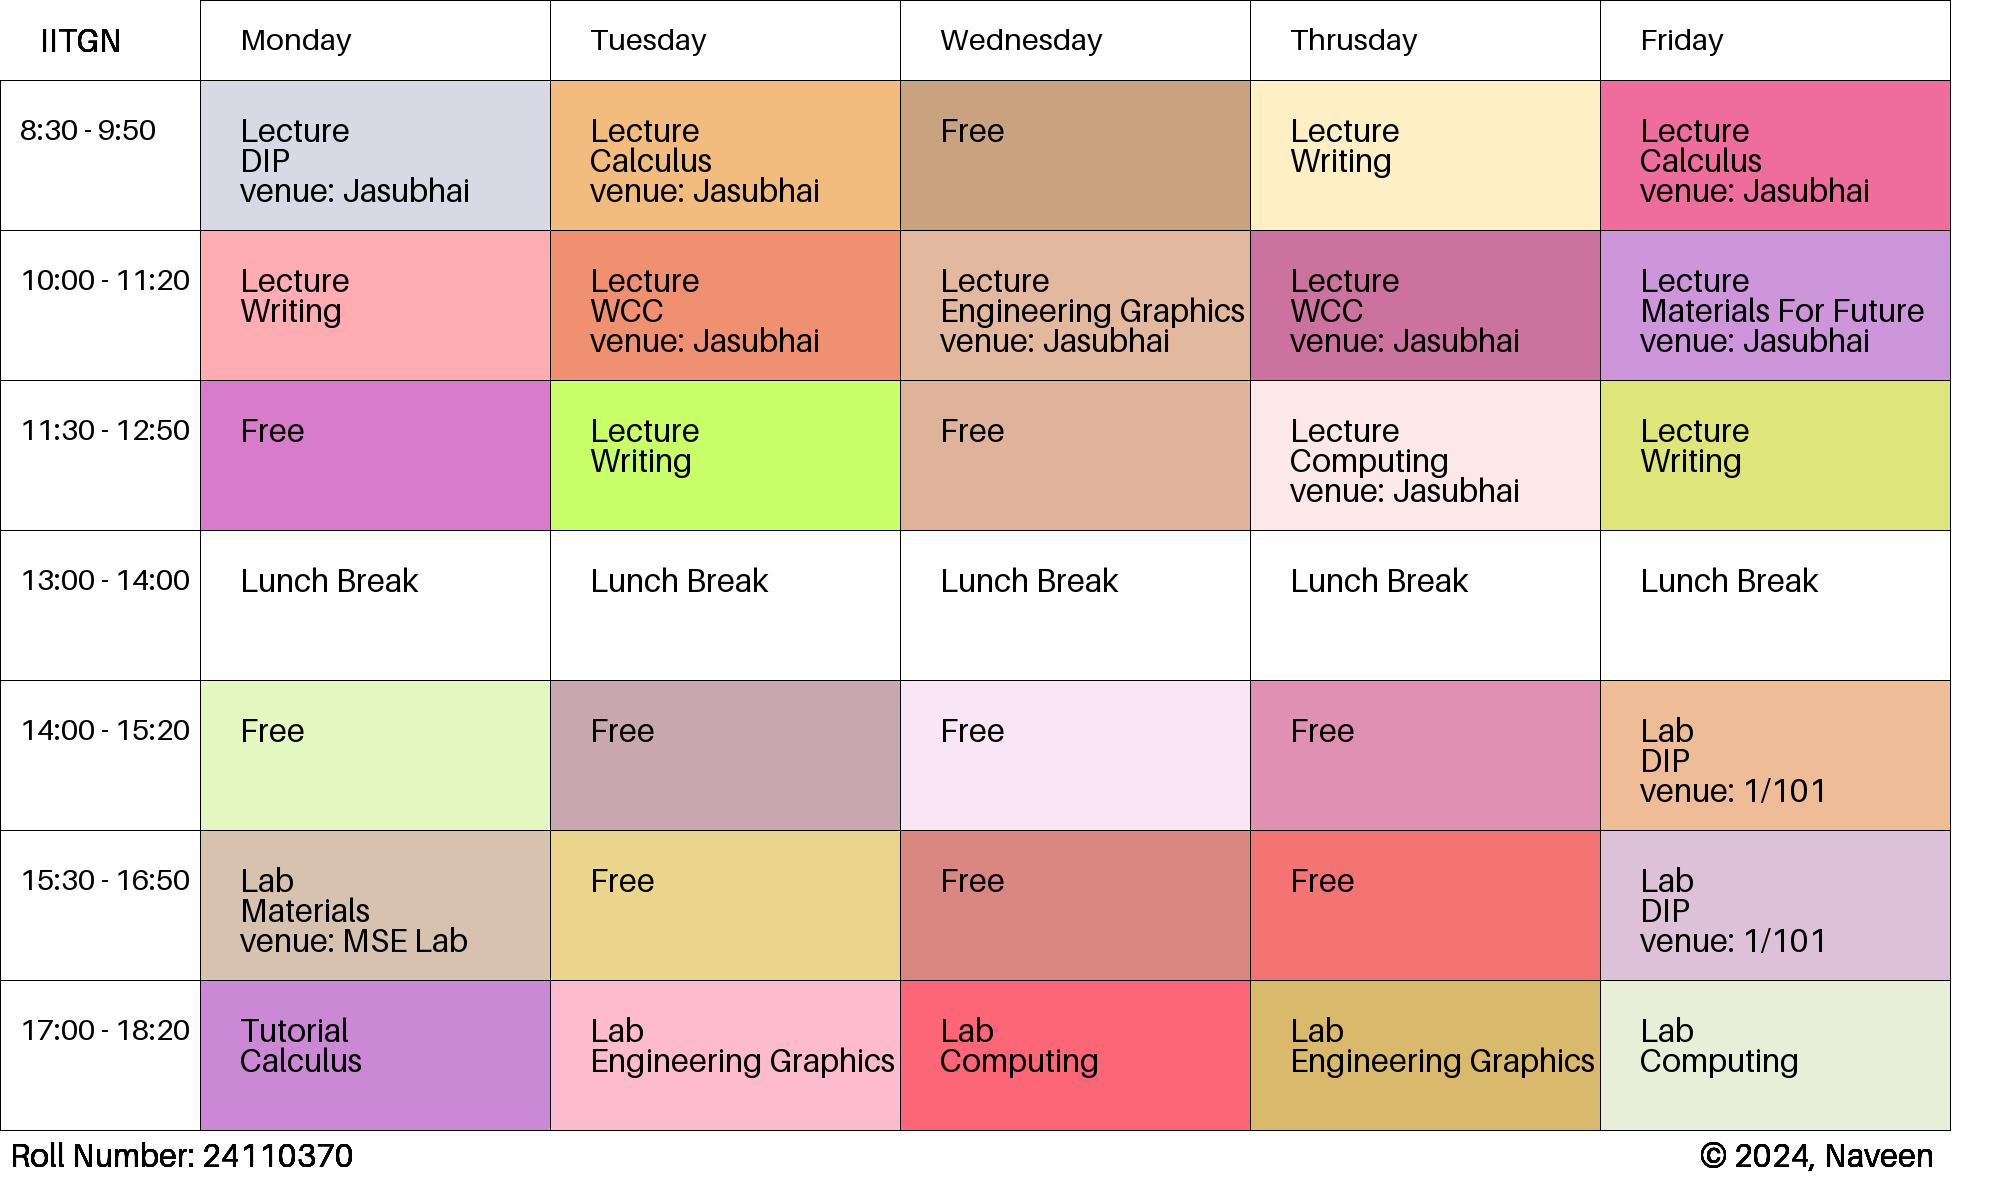 IITGN Monday Tuesday Wednesday Thrusday Friday
8:30 - 9:50
Lecture
DIP
venue: Jasubhai
Lecture
Calculus
venue: Jasubhai
Free
Lecture
Writing
Lecture
Calculus
venue: Jasubhai
10:00 - 11:20
Lecture
Writing
Lecture
WCC
venue: Jasubhai
Lecture
Engineering Graphics
venue: Jasubhai
Lecture
WCC
venue: Jasubhai
Lecture
Materials For Future
venue: Jasubhai
11:30 - 12:50
Free
Lecture
Writing
Free
Lecture
Computing
venue: Jasubhai
Lecture
Writing
13:00 - 14:00
Lunch Break
Lunch Break
Lunch Break
Lunch Break
Lunch Break
14:00 - 15:20
Free
Free
Free
Free
Lab
DIP
venue: 1/101
15:30 - 16:50
Lab
Materials
venue: MSE Lab
Free
Free
Free
Lab
DIP
venue: 1/101
17:00 - 18:20
Tutorial
Calculus
Lab
Engineering Graphics
Lab
Computing
Lab
Engineering Graphics
Lab
Computing
Roll Number: 24110370
© 2024, Naveen